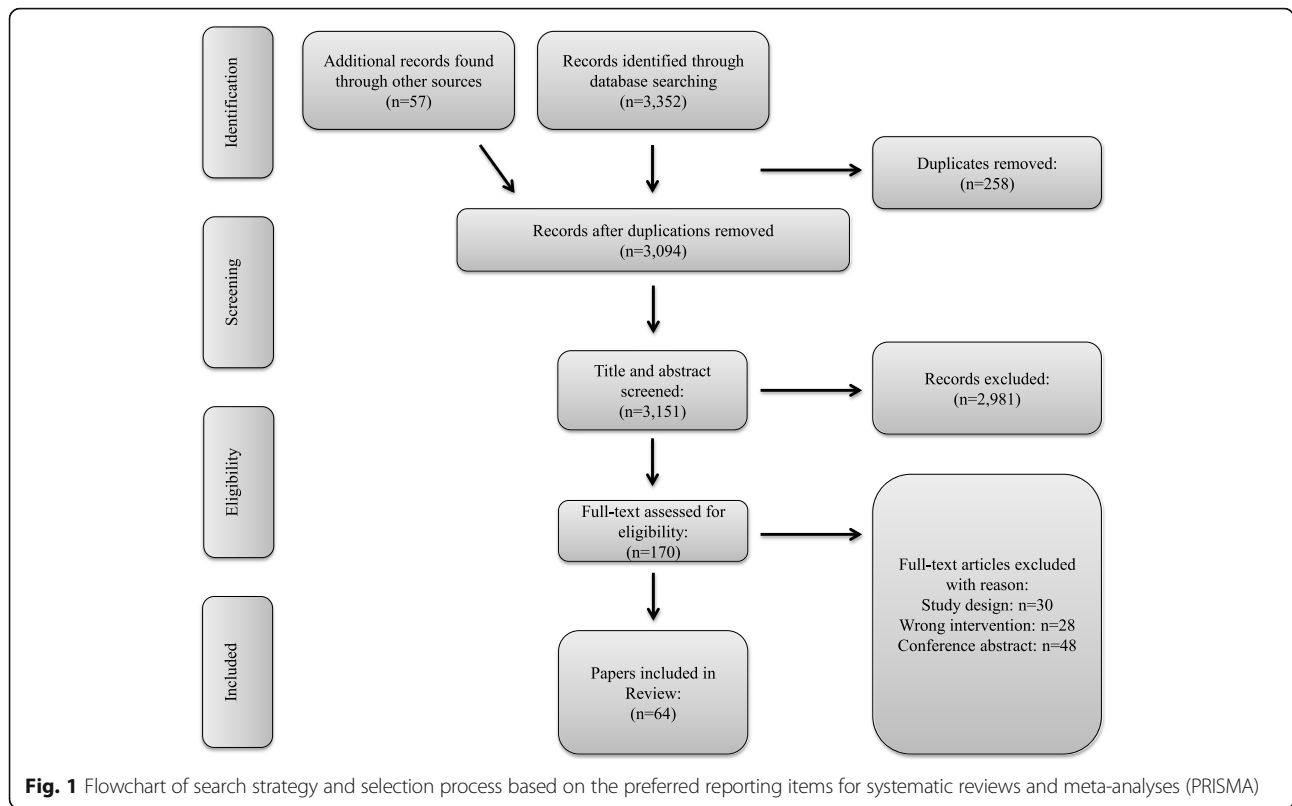 Identification
Additional records found
through other sources
(n=57)
Records identified through
database searching
(n=3,352)
Duplicates removed:
(n=258)
Screening
Records after duplications removed
(n=3,094)
Title and abstract
screened:
(n=3,151)
Records excluded:
(n=2,981)
Eligibility
Full-text assessed for
eligibility:
(n=170)
Full-text articles excluded
with reason:
Study design: n=30
Wrong intervention: n=28
Conference abstract: n=48
Included
Papers included in
Review:
(n=64)
Fig. 1 Flowchart of search strategy and selection process based on the preferred reporting items for systematic reviews and meta-analyses (PRISMA)